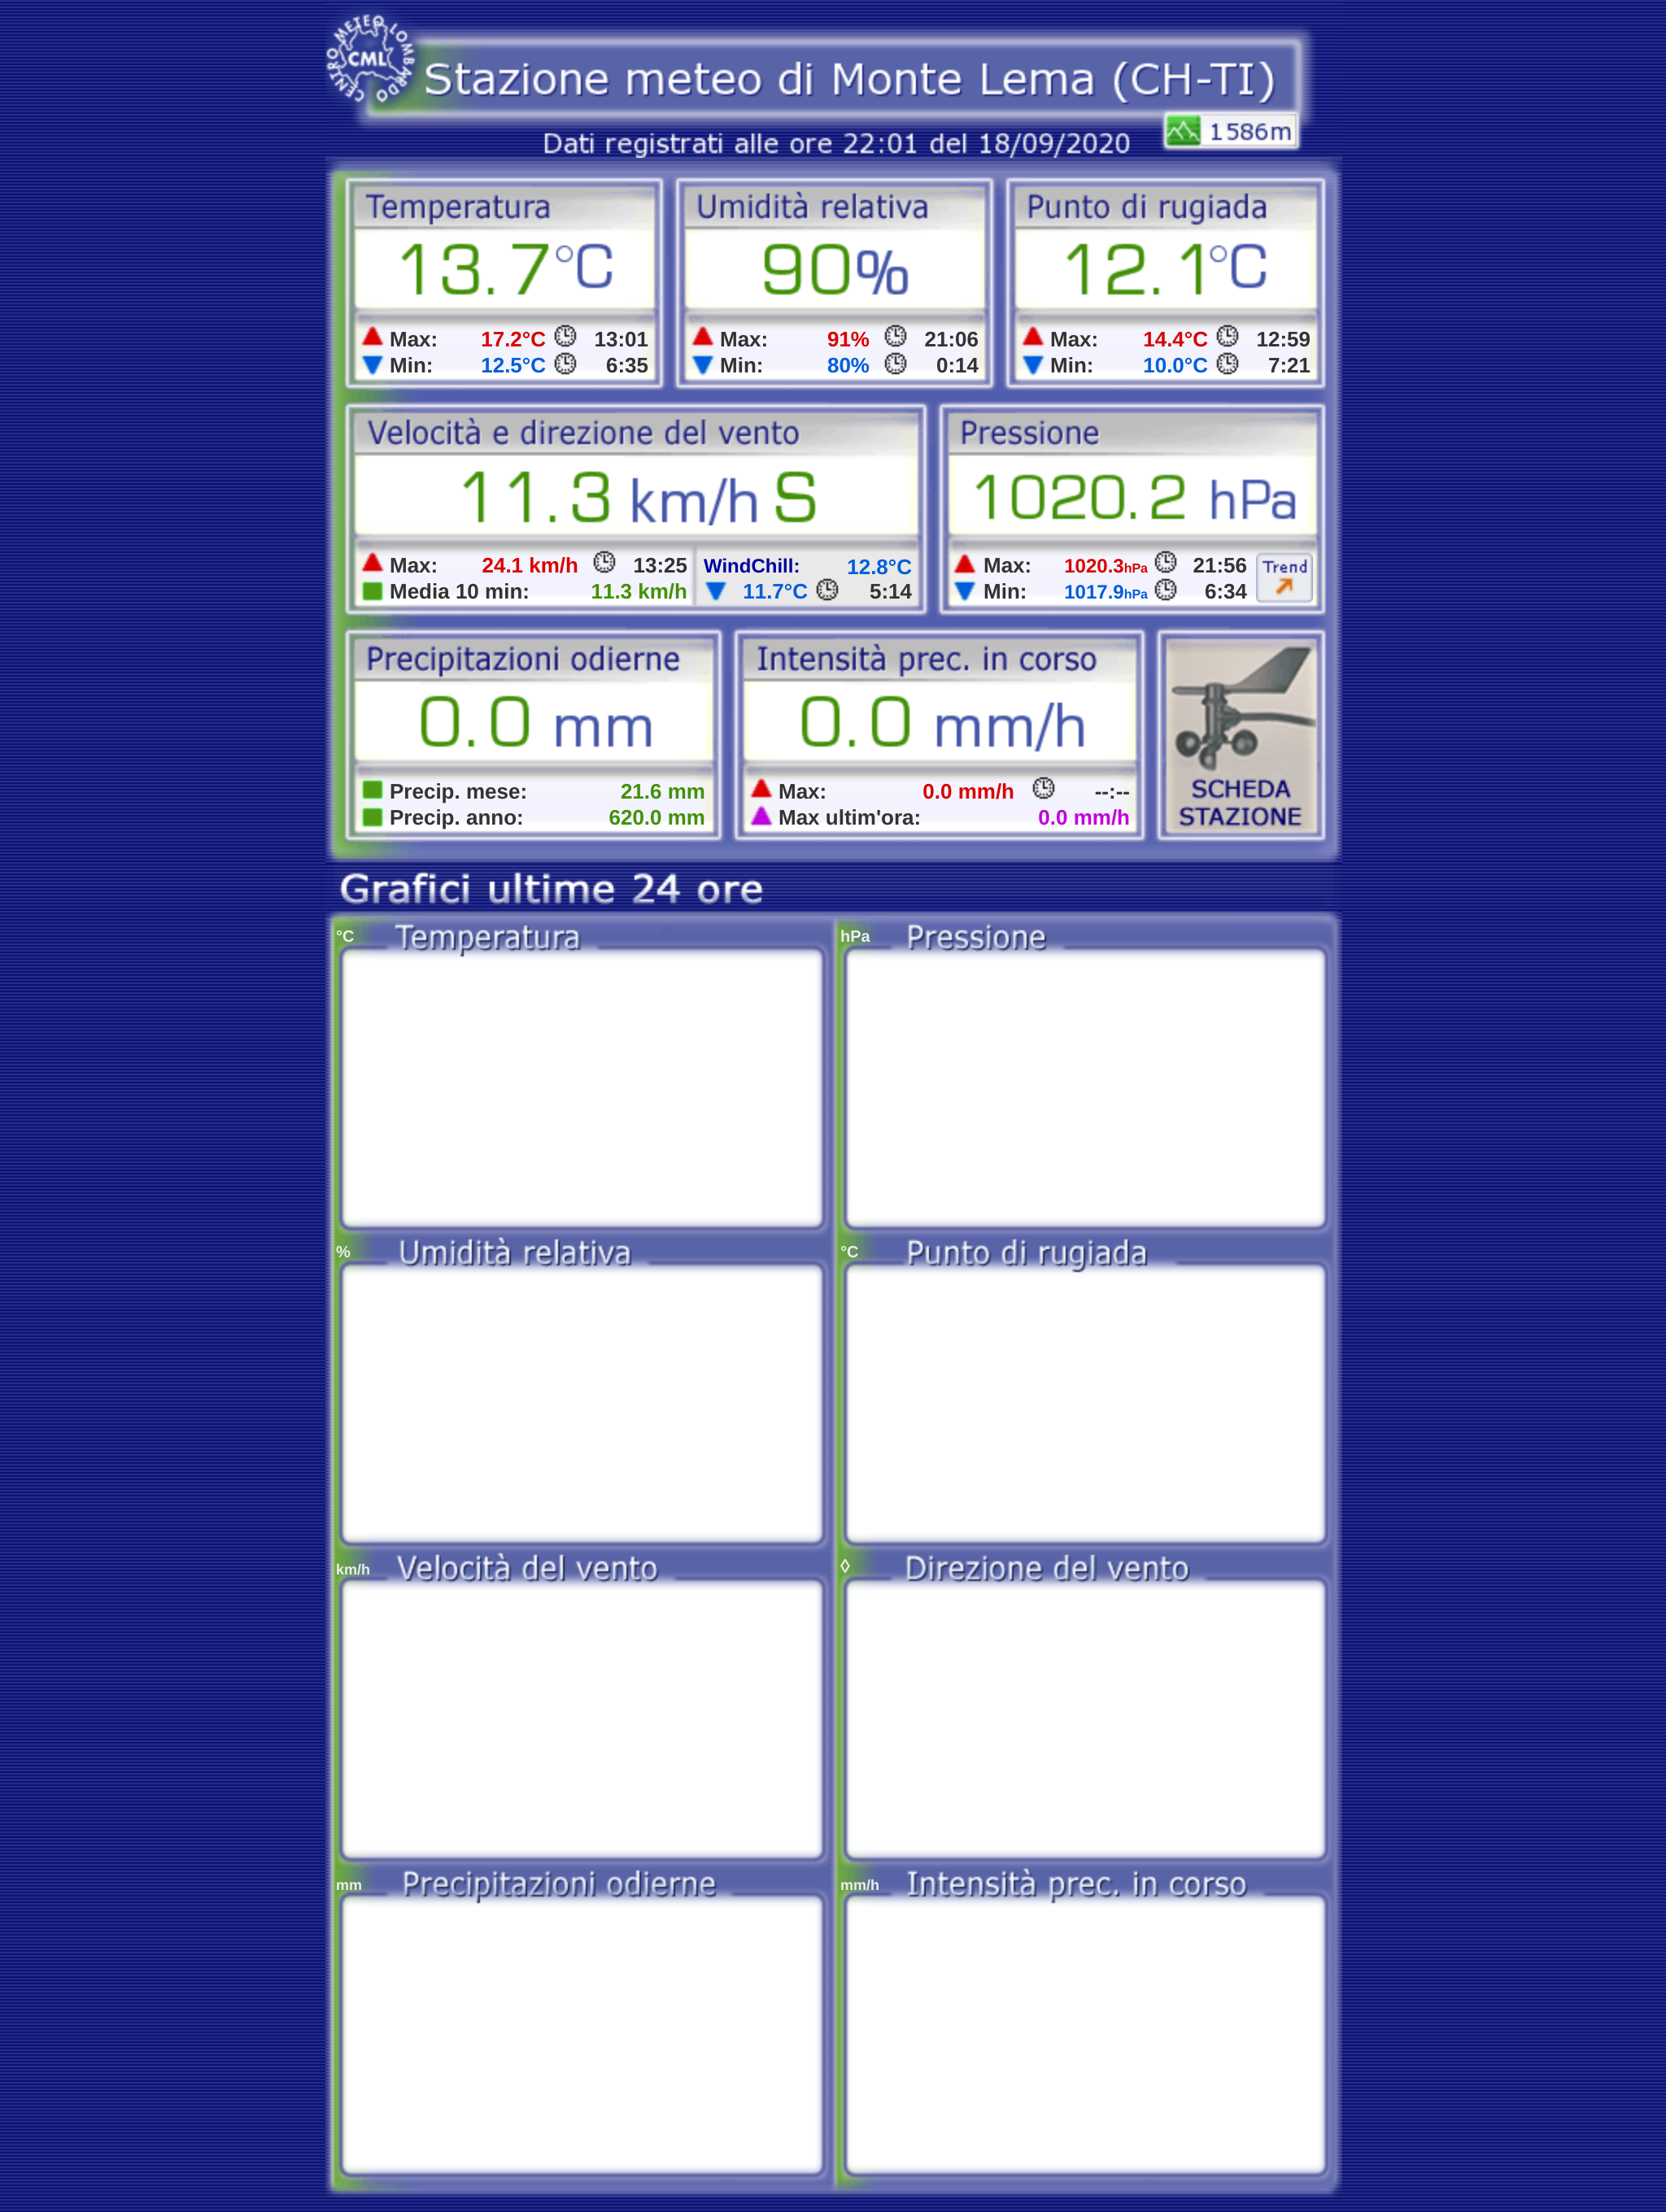 CENTRO METEO LOMBARDO
CML
Stazione meteo di Monte Lema (CH-TI)
Dati registrati alle ore 22:01 del 18/09/2020
1586m
Temperatura
13.7°C
Max: 17.2°C 13:01
Min: 12.5°C 6:35
Umidità relativa
90%
Max: 91% 21:06
Min: 80% 0:14
Punto di rugiada
12.1°C
Max: 14.4°C 12:59
Min: 10.0°C 7:21
Velocità e direzione del vento
11.3 km/h S
Max: 24.1 km/h 13:25
Media 10 min: 11.3 km/h
WindChill: 12.8°C
11.7°C 5:14
Pressione
1020.2 hPa
Max: 1020.3hPa 21:56
Min: 1017.9hPa 6:34
Trend
Precipitazioni odierne
0.0 mm
Precip. mese: 21.6 mm
Precip. anno: 620.0 mm
Intensità prec. in corso
0.0 mm/h
Max: 0.0 mm/h --:--
Max ultim'ora: 0.0 mm/h
SCHEDA
STAZIONE
Grafici ultime 24 ore
°C Temperatura
hPa Pressione
% Umidità relativa
°C Punto di rugiada
km/h Velocità del vento
◊ Direzione del vento
mm Precipitazioni odierne
mm/h Intensità prec. in corso